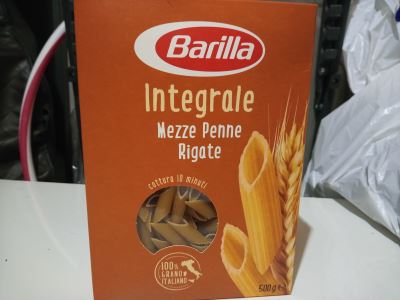 Barilla
Integrale
Mezze Penne
Rigate
cottura 10 minuti
100%
GRANO
ITALIANO
500 g e